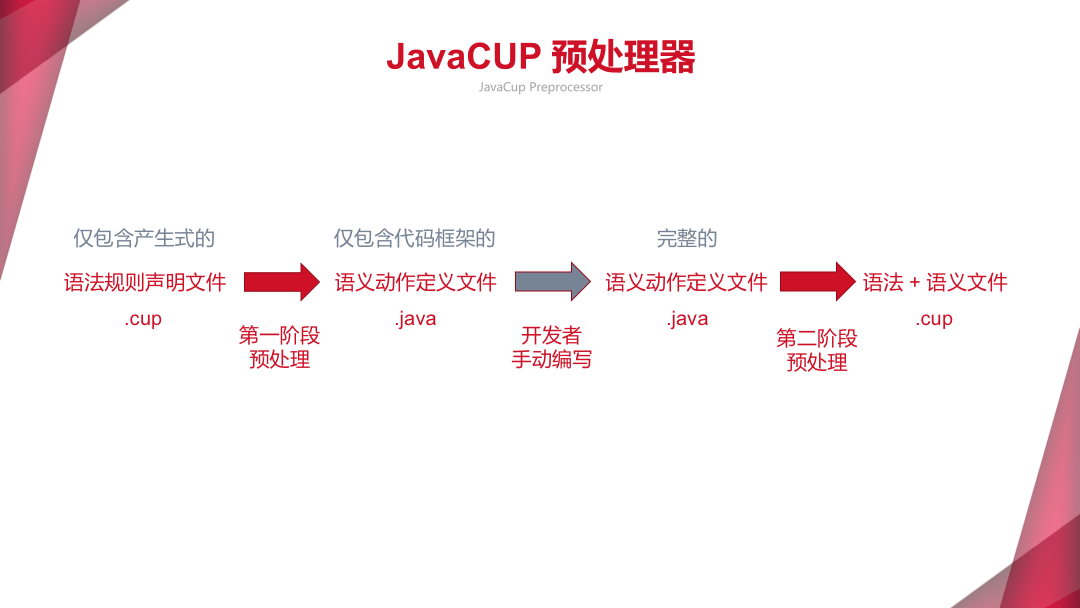 JavaCUP 预处理器
JavaCup Preprocessor
仅包含产生式的
语法规则声明文件
.cup
第一阶段
预处理
仅包含代码框架的
语义动作定义文件
.java
开发者
手动编写
完整的
语义动作定义文件
.java
第二阶段
预处理
语法 + 语义文件
.cup